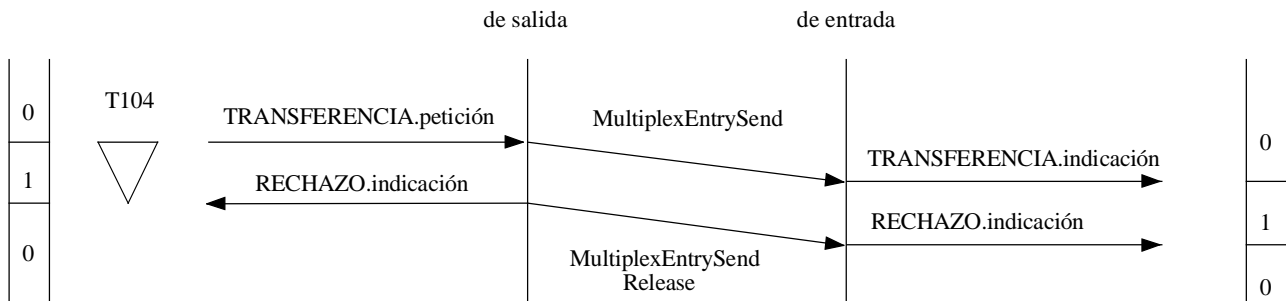 de salida
de entrada
0
T104
TRANSFERENCIA.petición
MultiplexEntrySend
0
TRANSFERENCIA.indicación
1
RECHAZO.indicación
RECHAZO.indicación
1
0
MultiplexEntrySend
Release
0